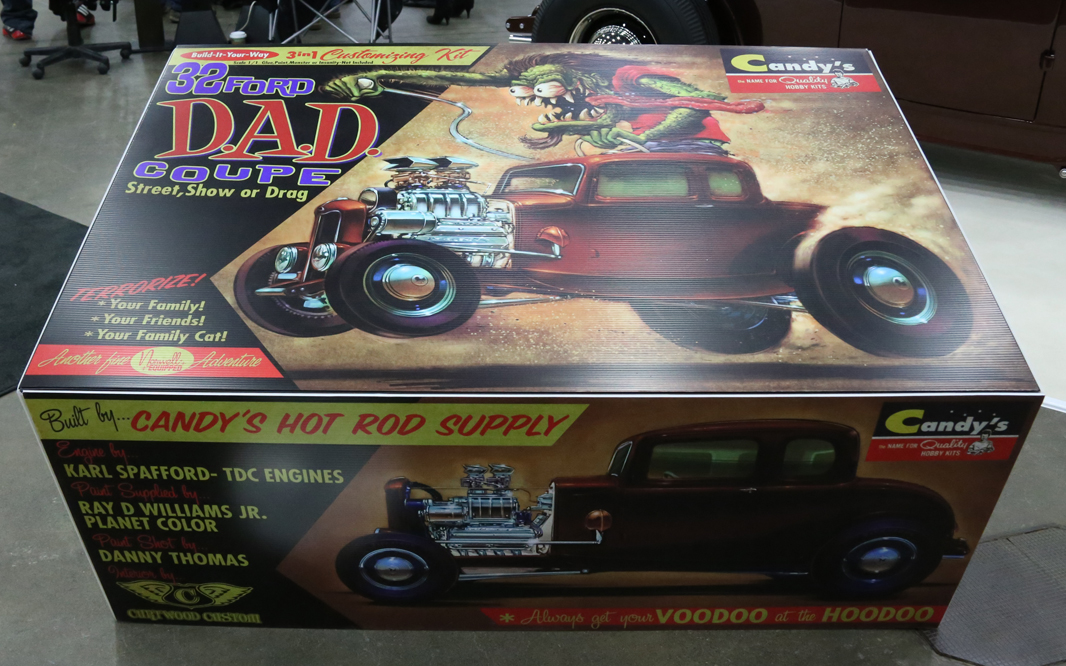 Build-It-Your-Way 3 in 1 Customizing Kit
32 FORD
D.A.D.
COUPE
Street, Show or Drag
Candy's
the NAME FOR Quality
HOBBY KITS
TERRORIZE!
* Your Family!
* Your Friends!
* Your Family Cat!
Another fine Adventure
Built by... CANDY'S HOT ROD SUPPLY
Candy's
the NAME FOR Quality
HOBBY KITS
Engine by...
KARL SPAFFORD- TDC ENGINES
Paint Supplied by...
RAY D WILLIAMS JR.
PLANET COLOR
Paint Shot by
DANNY THOMAS
Interior by...
* Always get your VOODOO at the HOODOO